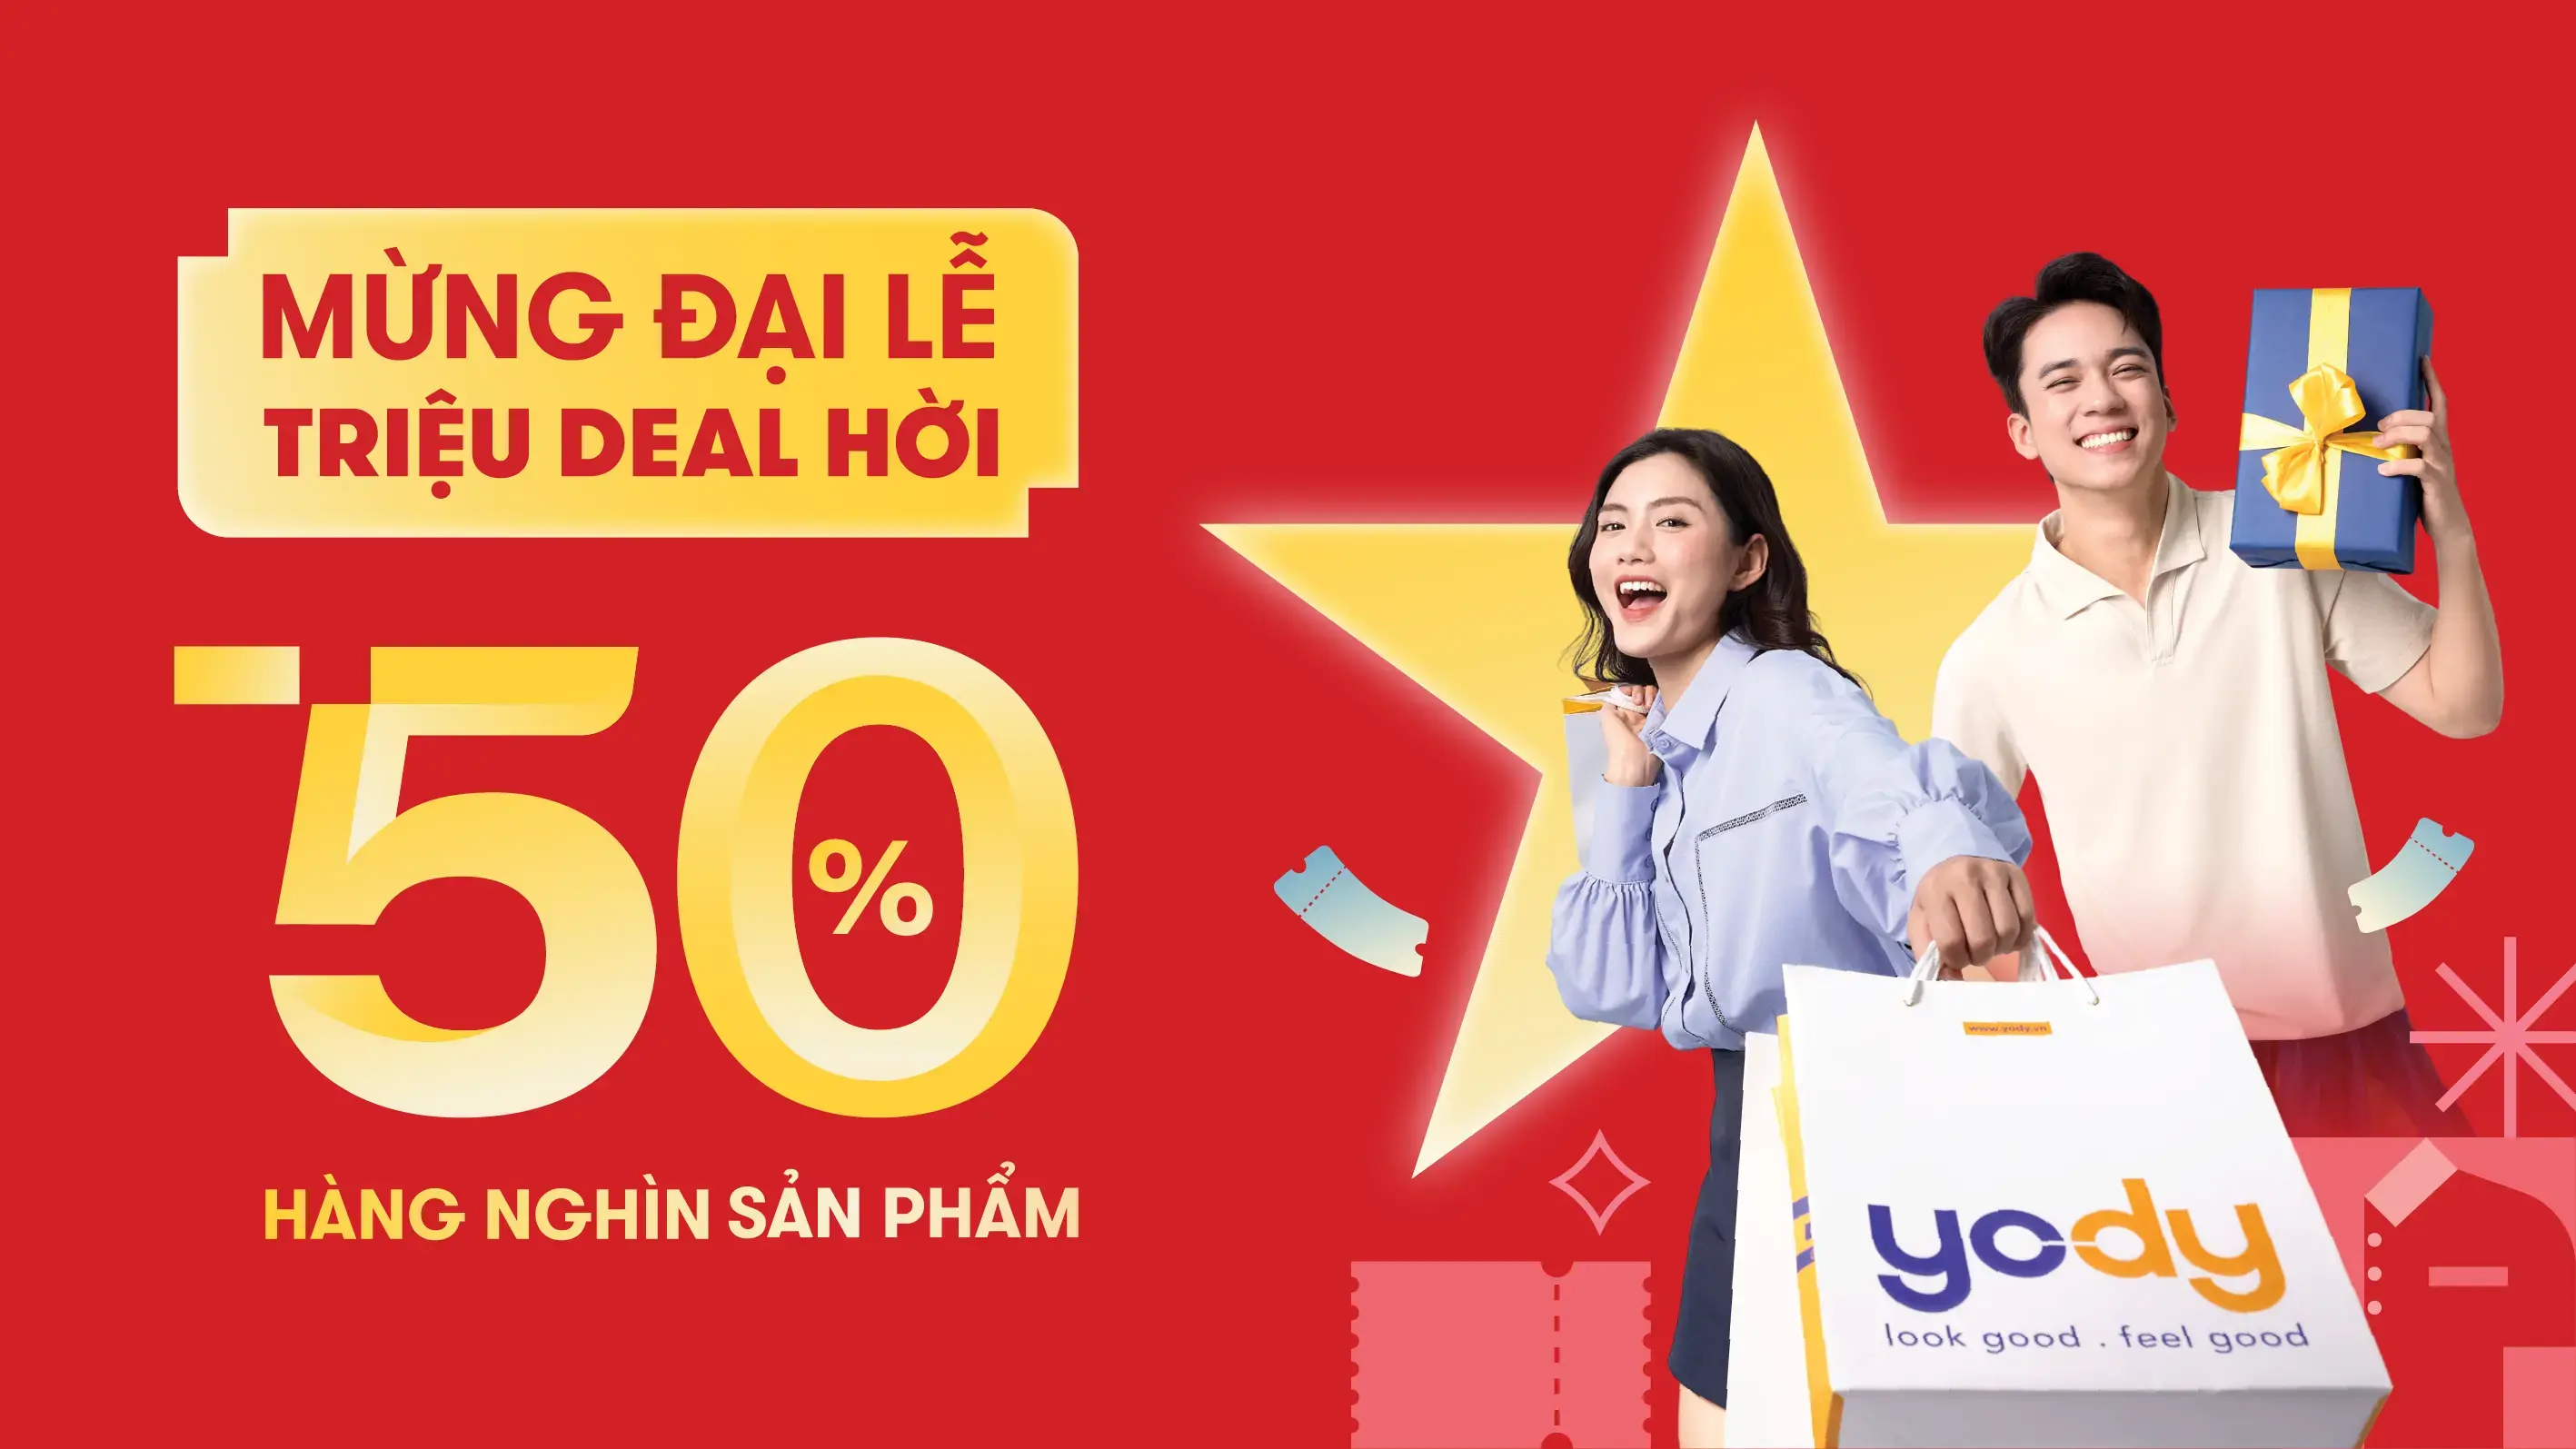 MỪNG ĐẠI LỄ
TRIỆU DEAL HỜI
-50%
HÀNG NGHÌN SẢN PHẨM
www.yody.vn
yody
look good . feel good